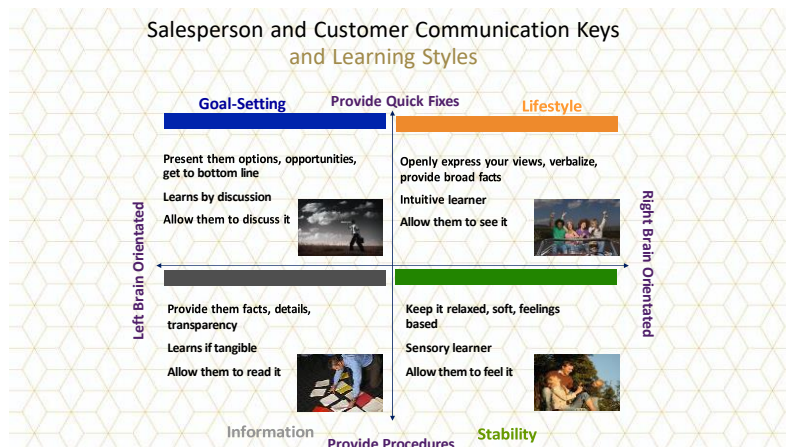 Salesperson and Customer Communication Keys
and Learning Styles
Goal-Setting
Provide Quick Fixes
Lifestyle
Present them options, opportunities,
get to bottom line
Learns by discussion
Allow them to discuss it
Openly express your views, verbalize,
provide broad facts
Intuitive learner
Allow them to see it
Left Brain Orientated
Right Brain Orientated
Provide them facts, details,
transparency
Learns if tangible
Allow them to read it
Keep it relaxed, soft, feelings
based
Sensory learner
Allow them to feel it
Information
Provide Procedures
Stability